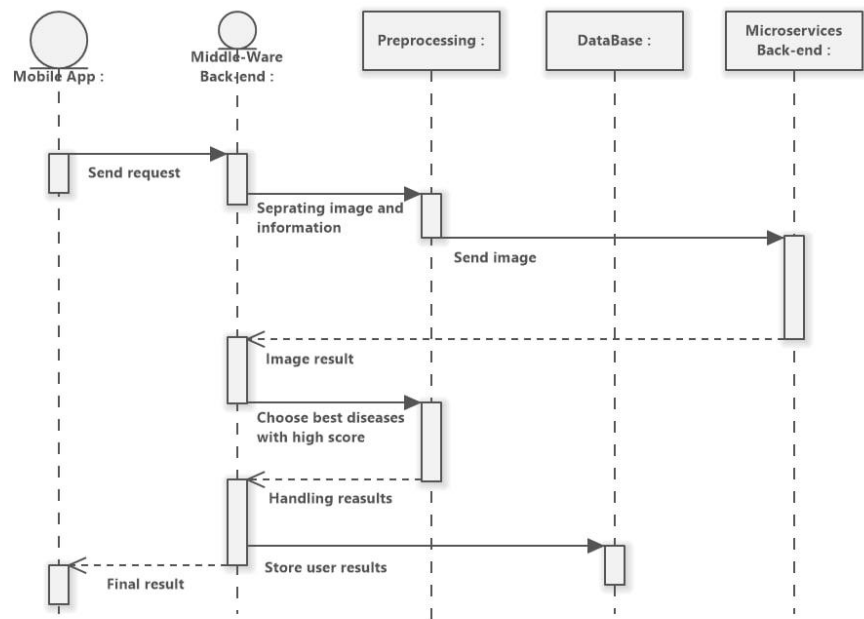 Mobile App :
Middle-Ware
Back-end :
Preprocessing :
DataBase :
Microservices
Back-end :
Send request
Seprating image and
information
Send image
Image result
Choose best diseases
with high score
Handling reasults
Store user results
Final result